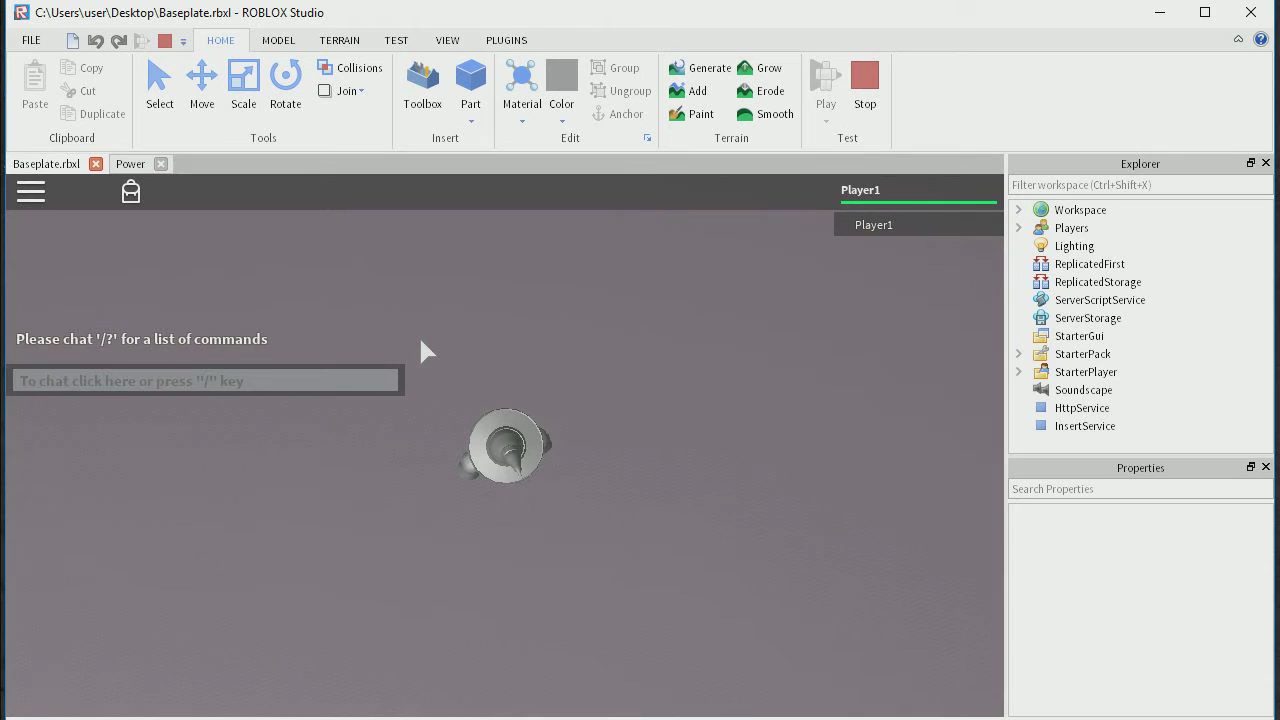 C:\Users\user\Desktop\Baseplate.rbxl - ROBLOX Studio
FILE HOME MODEL TERRAIN TEST VIEW PLUGINS
Paste
Copy
Cut
Duplicate
Clipboard
Select
Move
Scale
Rotate
Collisions
Join
Tools
Toolbox
Part
Insert
Material
Color
Group
Ungroup
Anchor
Edit
Generate
Grow
Add
Erode
Paint
Smooth
Terrain
Play
Stop
Test
Baseplate.rbxl
Power
Player1
Player1
Please chat '/?' for a list of commands
To chat click here or press "/" key
Explorer
Filter workspace (Ctrl+Shift+X)
Workspace
Players
Lighting
ReplicatedFirst
ReplicatedStorage
ServerScriptService
ServerStorage
StarterGui
StarterPack
StarterPlayer
Soundscape
HttpService
InsertService
Properties
Search Properties